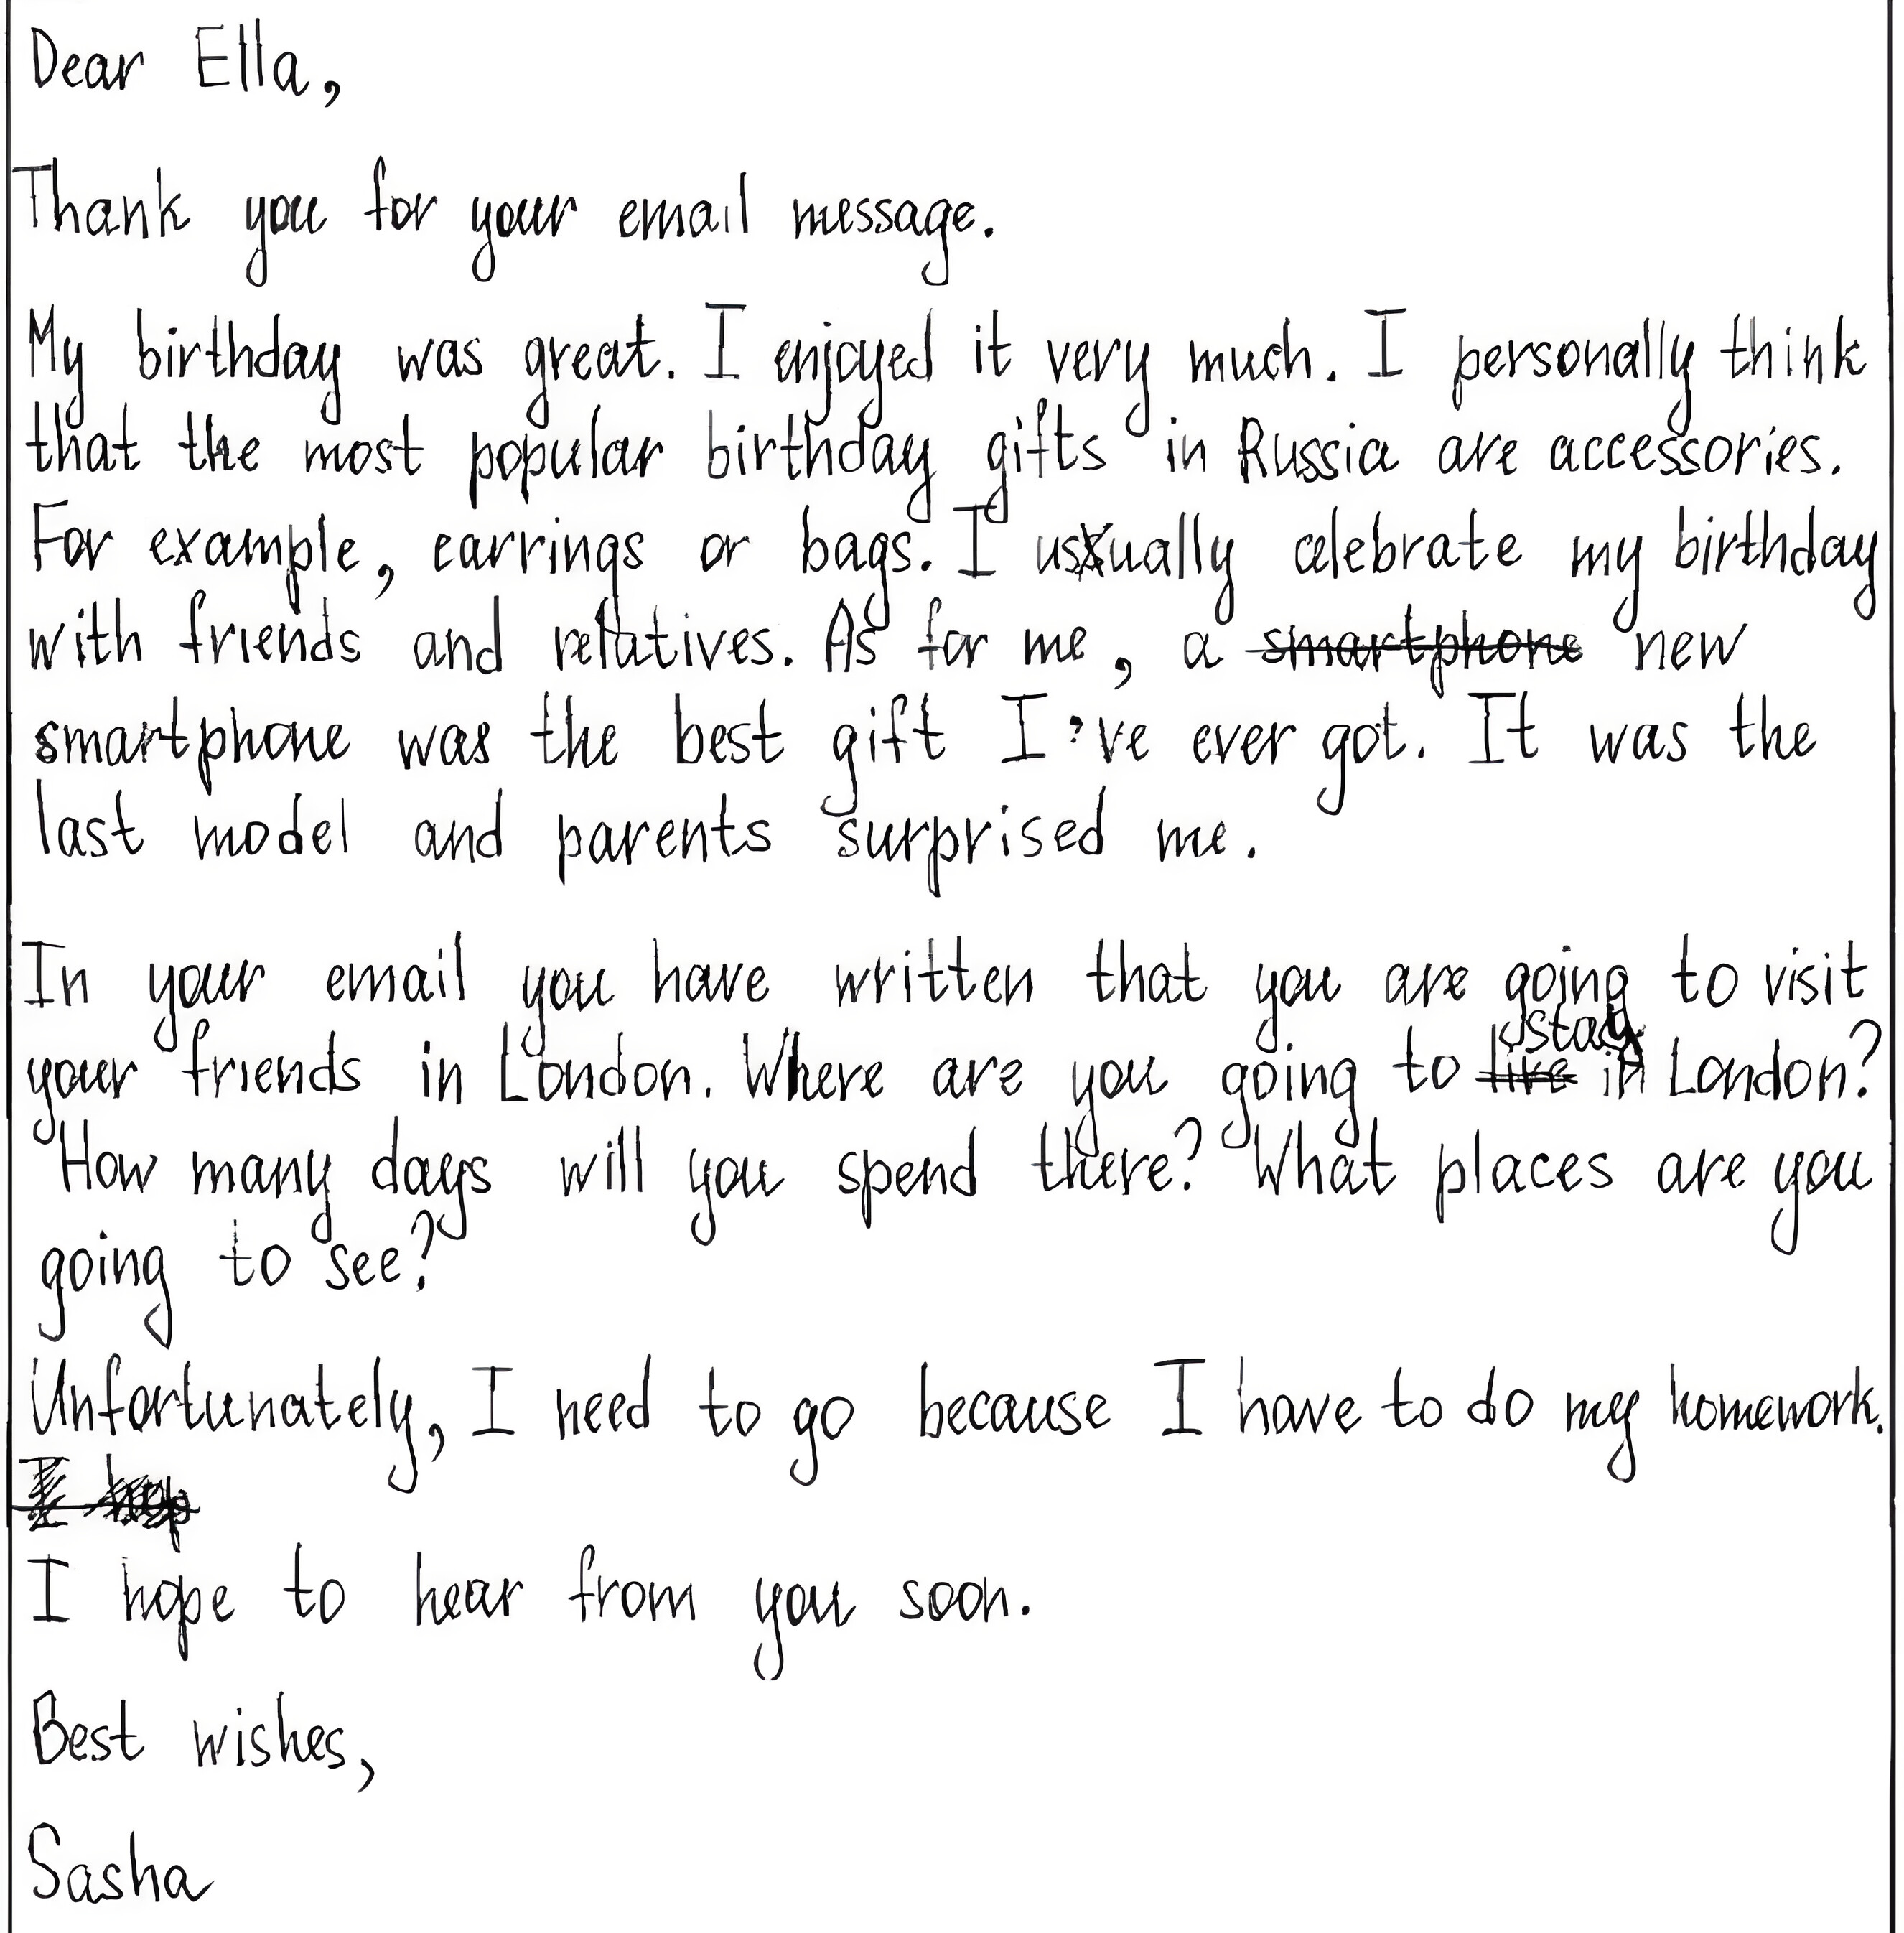 Dear Ella,
Thank you for your email message.
My birthday was great. I enjoyed it very much. I personally think
that the most popular birthday gifts in Russia are accessories.
For example, earrings or bags. I usually celebrate my birthday
with friends and relatives. As for me, a smartphone new
smartphone was the best gift I've ever got. It was the
last model and parents surprised me.
In your email you have written that you are going to visit
your friends in London. Where are you going to live stay in London?
How many days will you spend there? What places are you
going to see?
Unfortunately, I need to go because I have to do my homework.
I hope to hear from you soon.
Best wishes,
Sasha